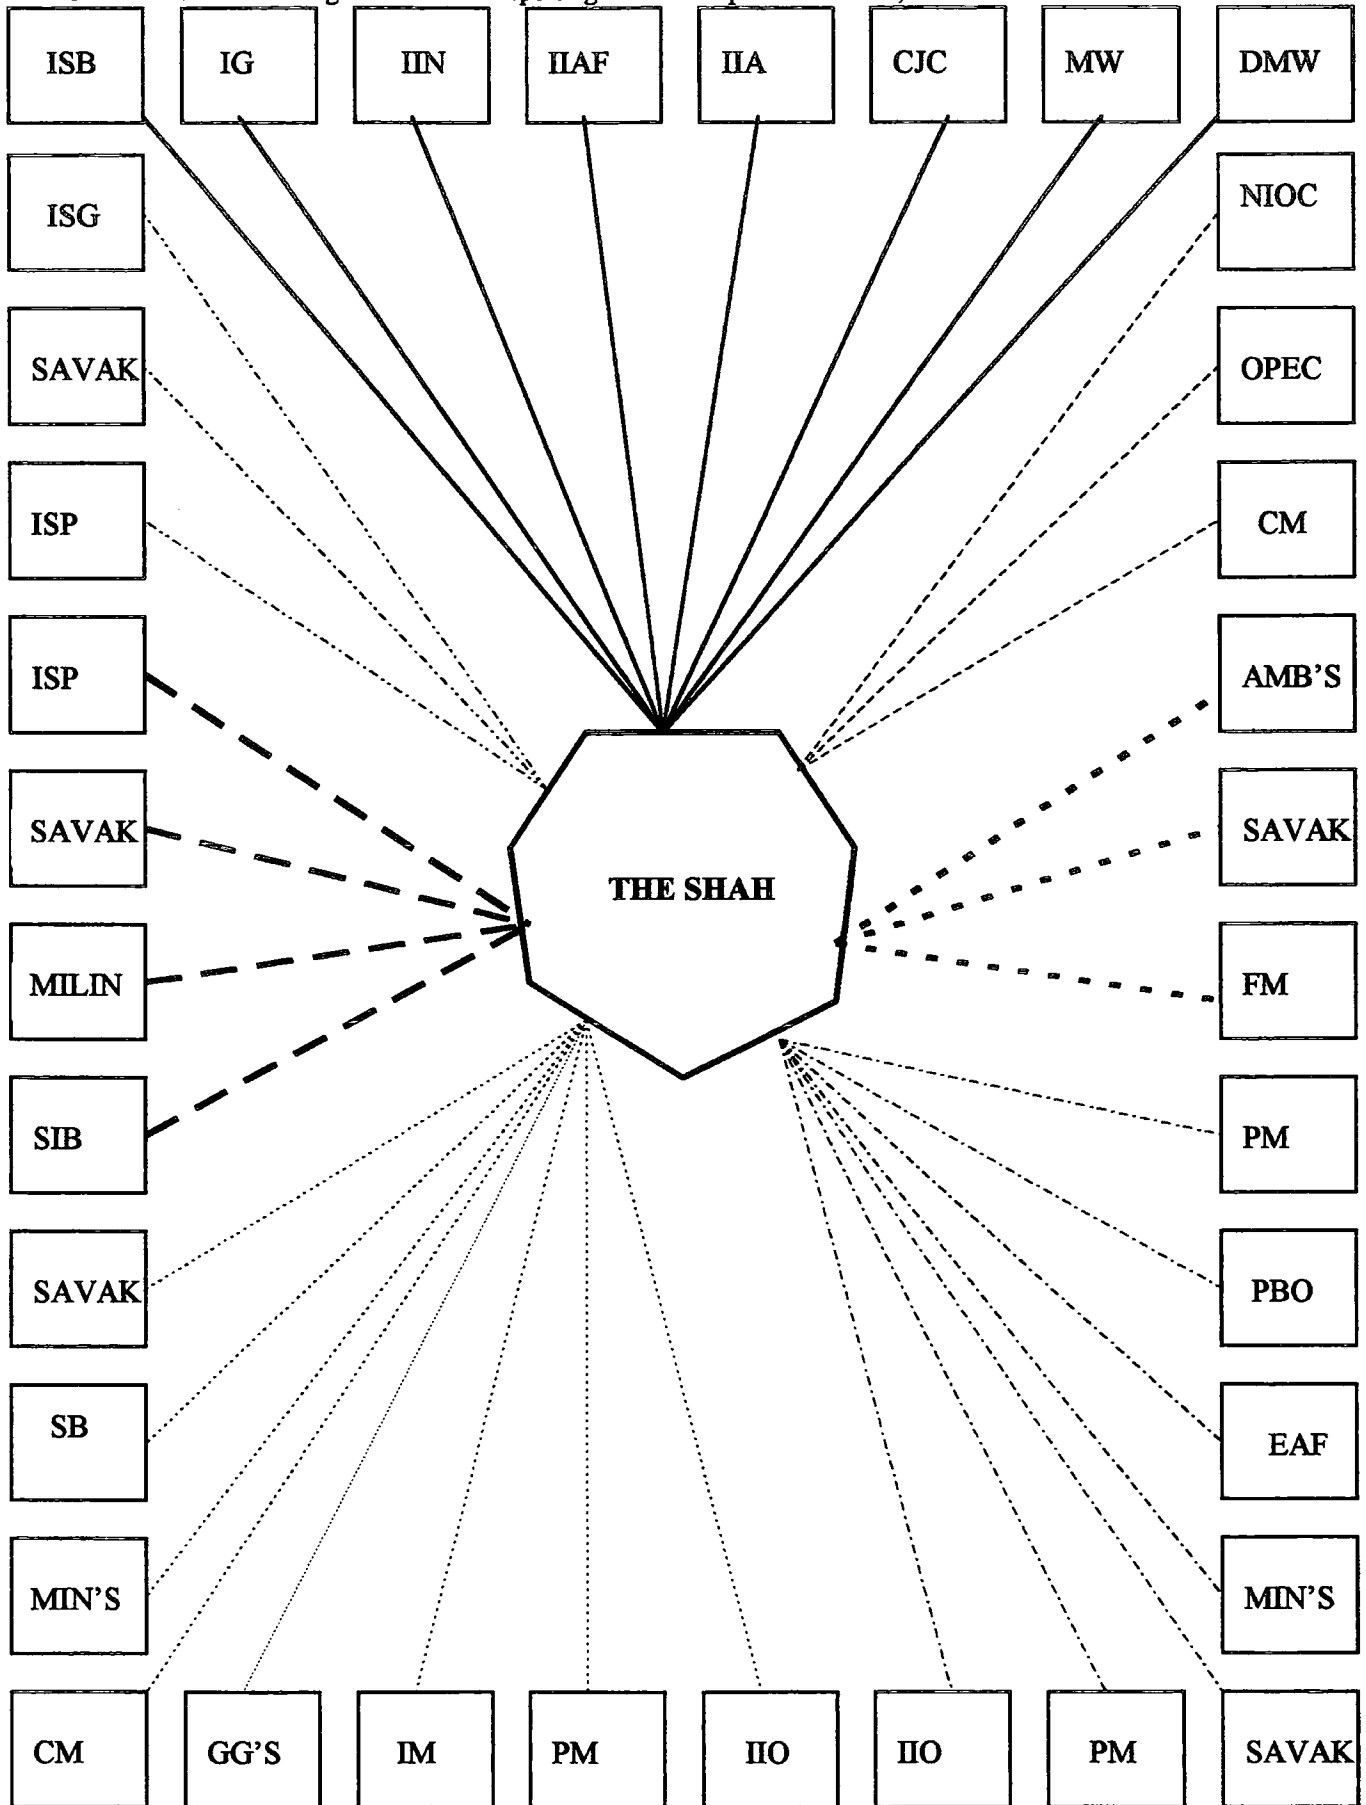 ISB IG IIN IIAF IIA CJC MW DMW
ISG NIOC
SAVAK OPEC
ISP CM
ISP AMB'S
SAVAK SAVAK
THE SHAH
MILIN FM
SIB PM
SAVAK PBO
SB EAF
MIN'S MIN'S
CM GG'S IM PM IIO IIO PM SAVAK